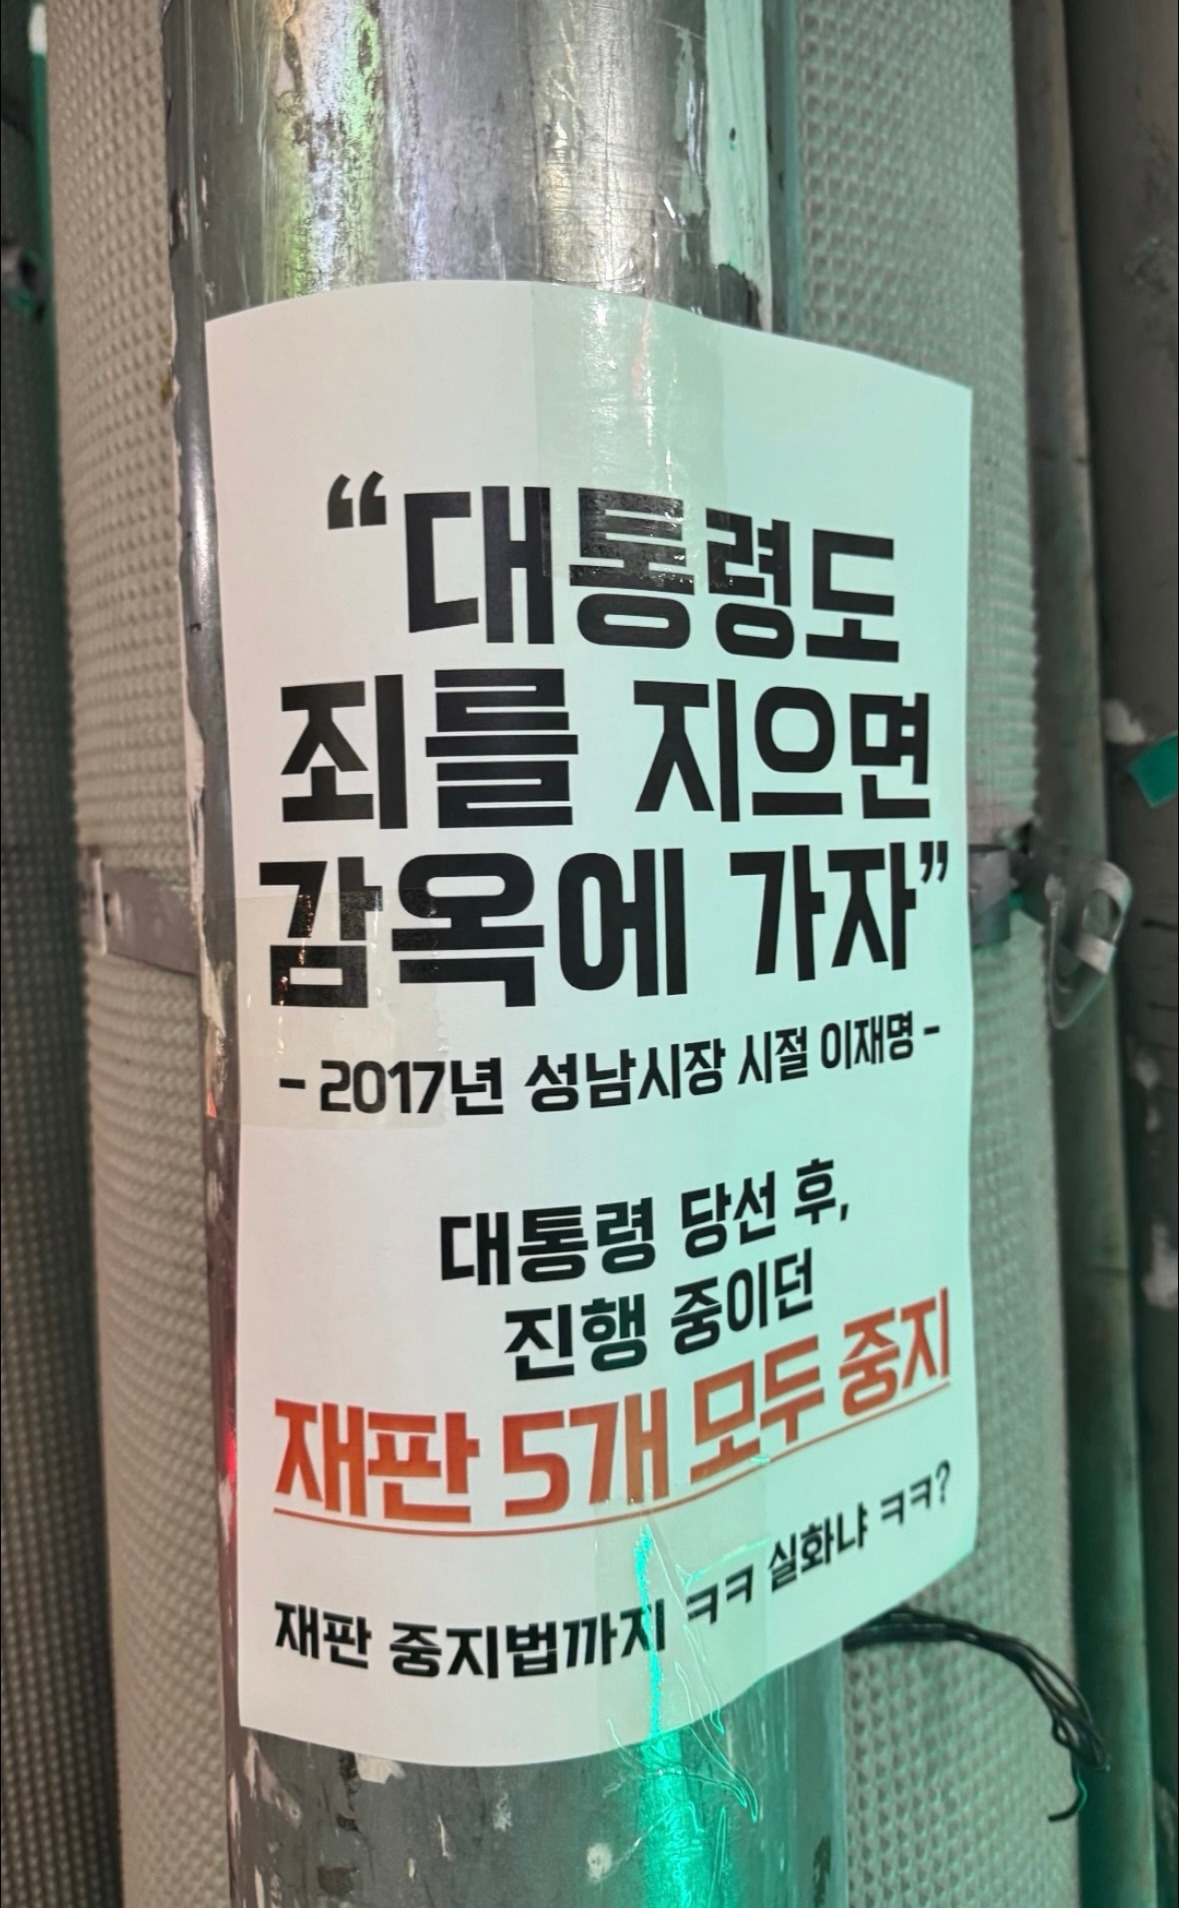 “대통령도
죄를 지으면
감옥에 가자”
- 2017년 성남시장 시절 이재명 -
대통령 당선 후,
진행 중이던
재판 5개 모두 중지
재판 중지법까지 ㅋㅋ 실화냐 ㅋㅋ?